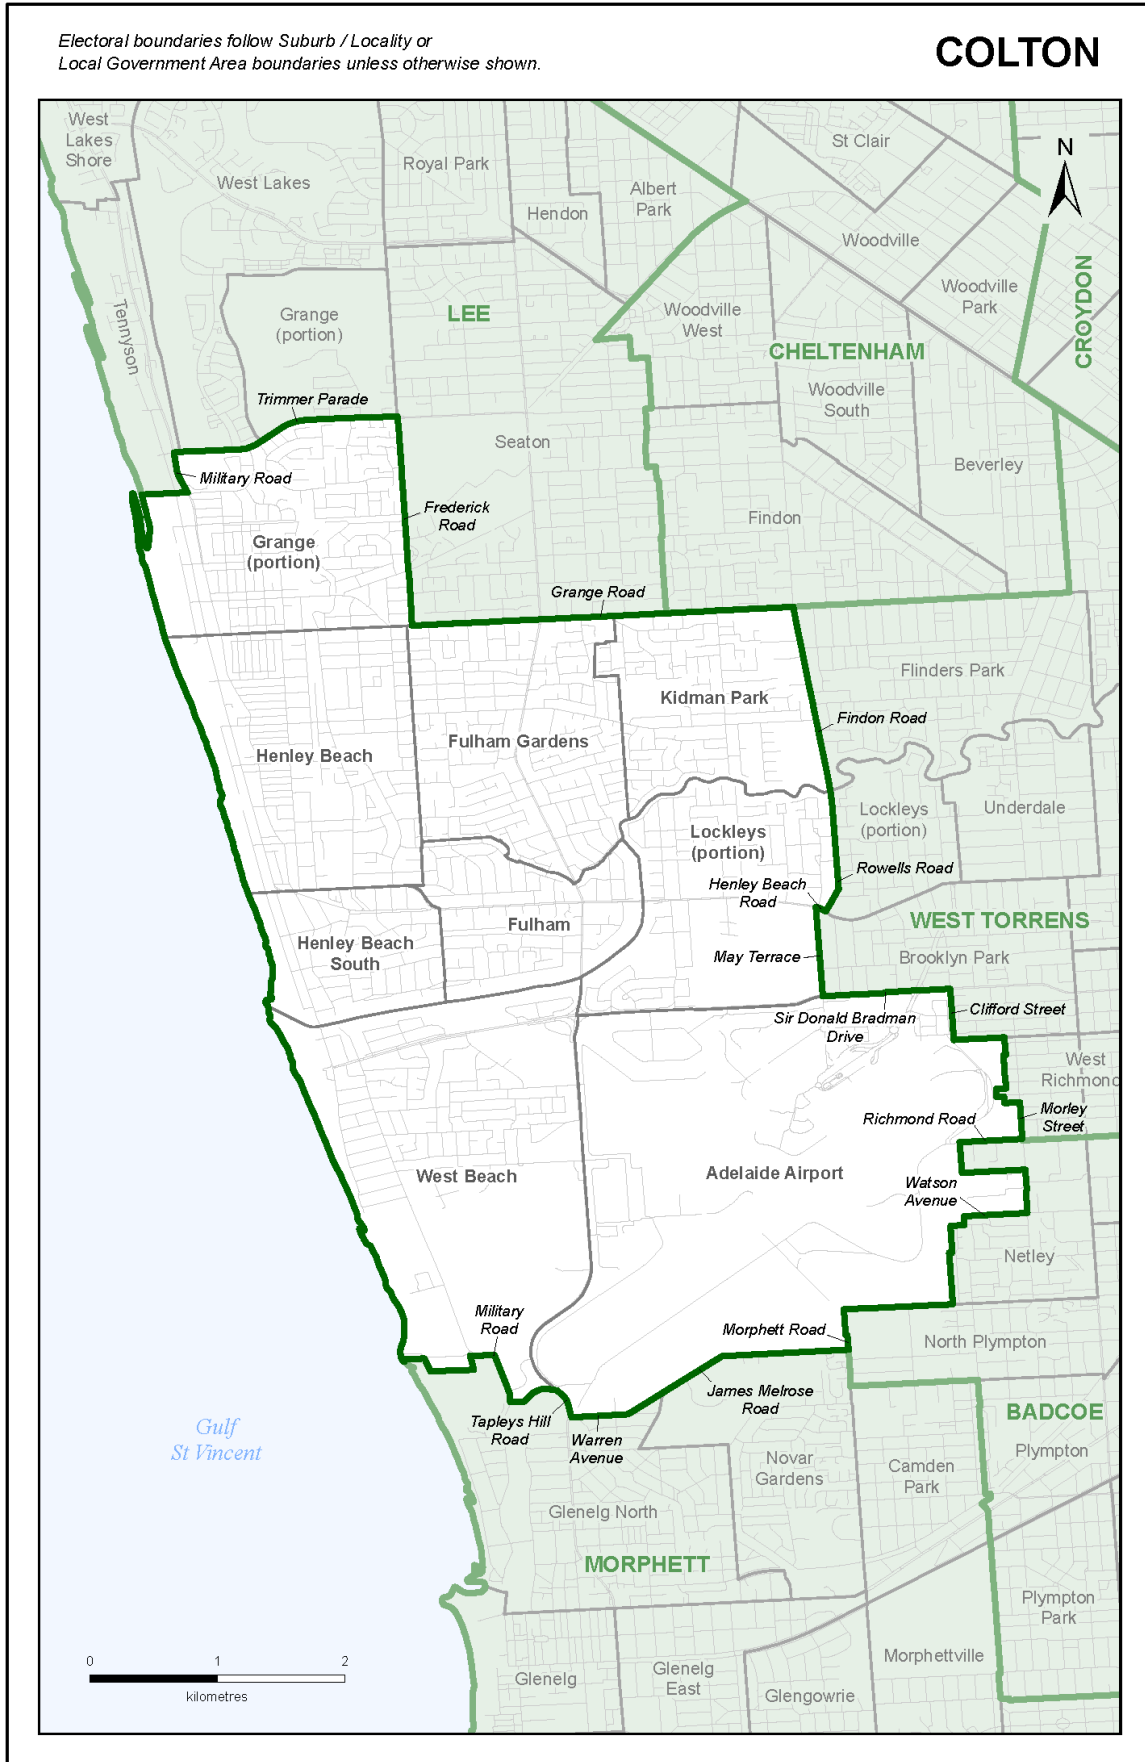 Electoral boundaries follow Suburb / Locality or
Local Government Area boundaries unless otherwise shown.
COLTON
N
West
Lakes
Shore
West Lakes
Royal Park
Hendon
Albert
Park
St Clair
Woodville
Woodville
Park
CROYDON
Tennyson
Grange
(portion)
LEE
Woodville
West
CHELTENHAM
Woodville
South
Trimmer Parade
Seaton
Beverley
Military Road
Frederick
Road
Findon
Grange
(portion)
Grange Road
Flinders Park
Kidman Park
Findon Road
Fulham Gardens
Henley Beach
Lockleys
(portion)
Underdale
Lockleys
(portion)
Rowells Road
Henley Beach
Road
WEST TORRENS
Fulham
Henley Beach
South
May Terrace
Brooklyn Park
Sir Donald Bradman
Drive
Clifford Street
West
Richmond
Richmond Road
Morley
Street
West Beach
Adelaide Airport
Watson
Avenue
Netley
Military
Road
Morphett Road
North Plympton
James Melrose
Road
Tapleys Hill
Road
Warren
Avenue
BADCOE
Plympton
Gulf
St Vincent
Novar
Gardens
Camden
Park
Glenelg North
MORPHETT
Plympton
Park
Morphettville
Glenelg
Glenelg
East
Glengowrie
0 1 2
kilometres